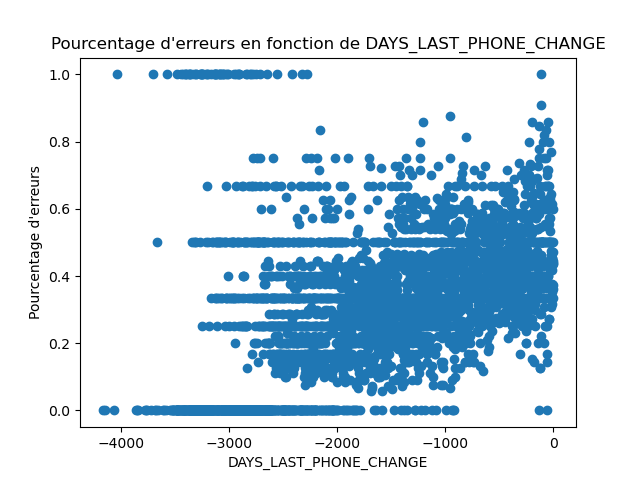 Pourcentage d'erreurs en fonction de DAYS_LAST_PHONE_CHANGE
1.0
0.8
0.6
0.4
0.2
0.0
Pourcentage d'erreurs
−4000 −3000 −2000 −1000 0
DAYS_LAST_PHONE_CHANGE